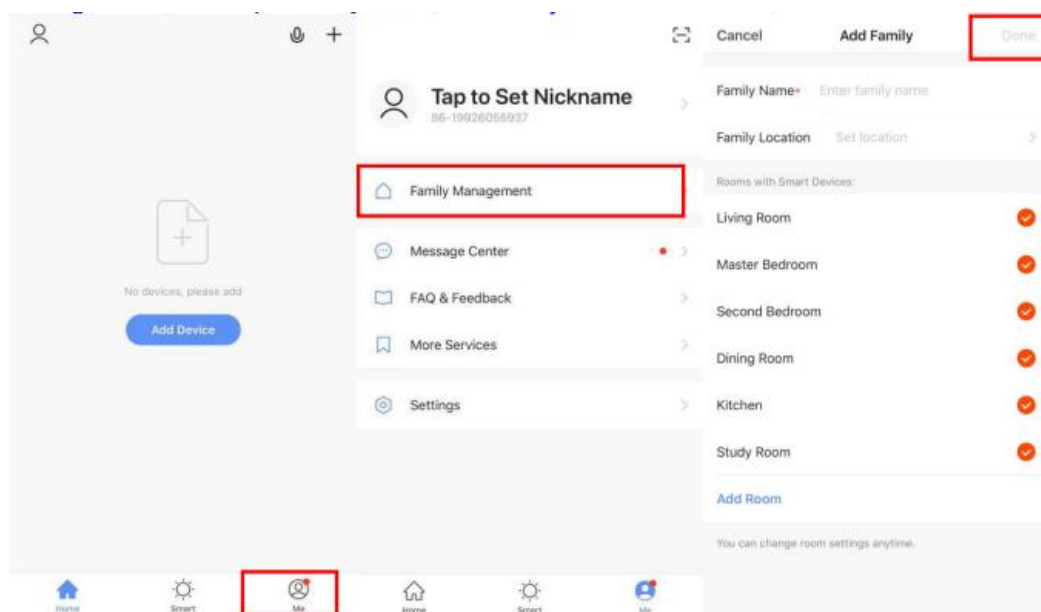 No devices, please add
Add Device
Home
Smart
Me
Tap to Set Nickname
86-19926055937
Family Management
Message Center
FAQ & Feedback
More Services
Settings
Home
Smart
Me
Cancel
Add Family
Done
Family Name*
Enter family name
Family Location
Set location
Rooms with Smart Devices:
Living Room
Master Bedroom
Second Bedroom
Dining Room
Kitchen
Study Room
Add Room
You can change room settings anytime.